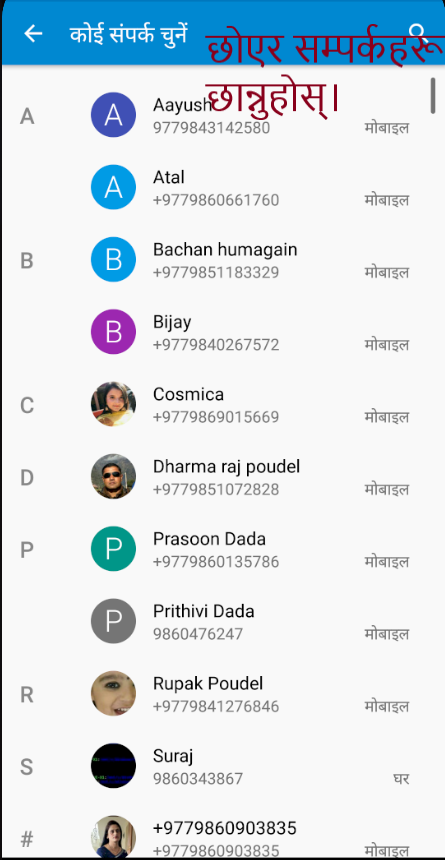 कोई संपर्क चुनें
छोएर सम्पर्कहरू
छान्नुहोस्।
A
A
Aayush
9779843142580
मोबाइल
A
Atal
+9779860661760
मोबाइल
B
B
Bachan humagain
+9779851183329
मोबाइल
B
Bijay
+9779840267572
मोबाइल
C
Cosmica
+9779869015669
मोबाइल
D
Dharma raj poudel
+9779851072828
मोबाइल
P
P
Prasoon Dada
+9779860135786
मोबाइल
P
Prithivi Dada
9860476247
मोबाइल
R
Rupak Poudel
+9779841276846
मोबाइल
S
Suraj
9860343867
घर
#
+9779860903835
+9779860903835
मोबाइल